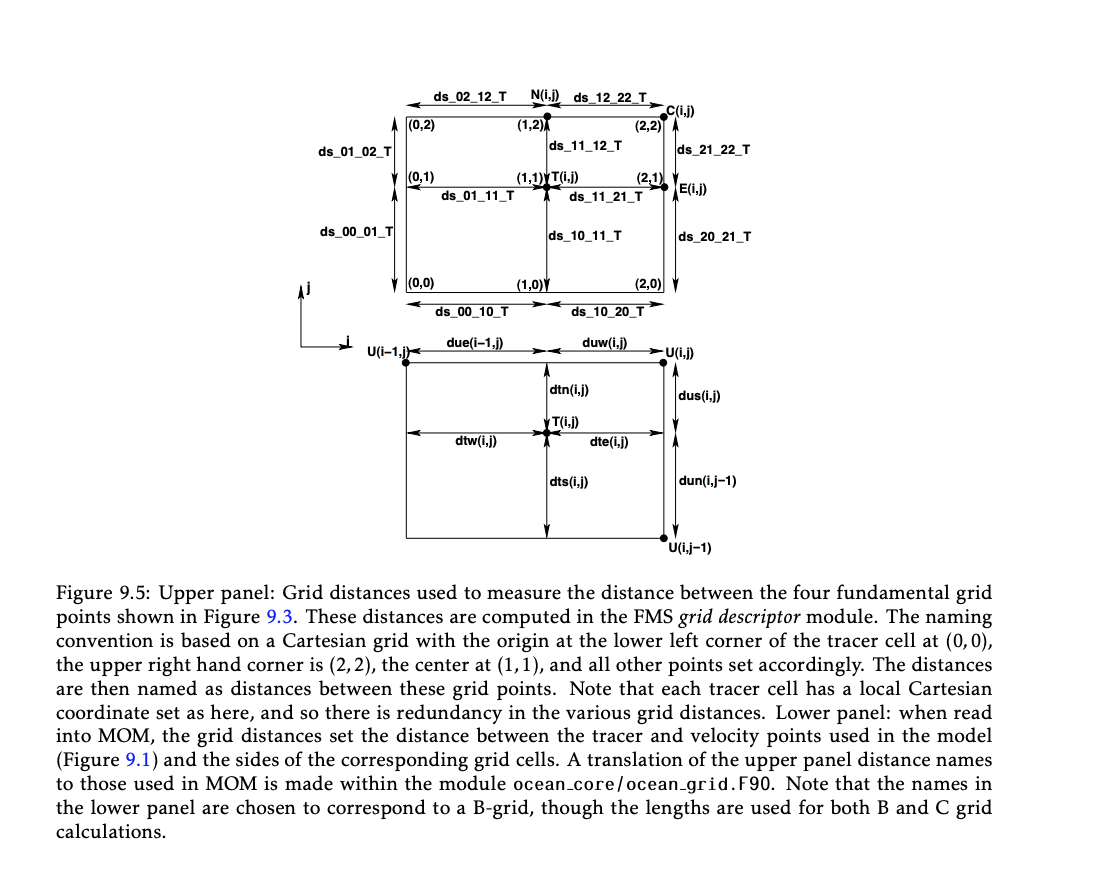 ds_02_12_T N(i,j) ds_12_22_T
C(i,j)
(0,2) (1,2) (2,2)
ds_01_02_T ds_11_12_T ds_21_22_T
(0,1) (1,1) T(i,j) (2,1)
ds_01_11_T ds_11_21_T E(i,j)
ds_00_01_T ds_10_11_T ds_20_21_T
(0,0) (1,0) (2,0)
ds_00_10_T ds_10_20_T
j
i
U(i−1,j) due(i−1,j) duw(i,j) U(i,j)
dtn(i,j) dus(i,j)
T(i,j)
dtw(i,j) dte(i,j)
dts(i,j) dun(i,j−1)
U(i,j−1)
Figure 9.5: Upper panel: Grid distances used to measure the distance between the four fundamental grid
points shown in Figure 9.3. These distances are computed in the FMS grid descriptor module. The naming
convention is based on a Cartesian grid with the origin at the lower left corner of the tracer cell at (0,0),
the upper right hand corner is (2,2), the center at (1,1), and all other points set accordingly. The distances
are then named as distances between these grid points. Note that each tracer cell has a local Cartesian
coordinate set as here, and so there is redundancy in the various grid distances. Lower panel: when read
into MOM, the grid distances set the distance between the tracer and velocity points used in the model
(Figure 9.1) and the sides of the corresponding grid cells. A translation of the upper panel distance names
to those used in MOM is made within the module ocean_core/ocean_grid.F90. Note that the names in
the lower panel are chosen to correspond to a B-grid, though the lengths are used for both B and C grid
calculations.